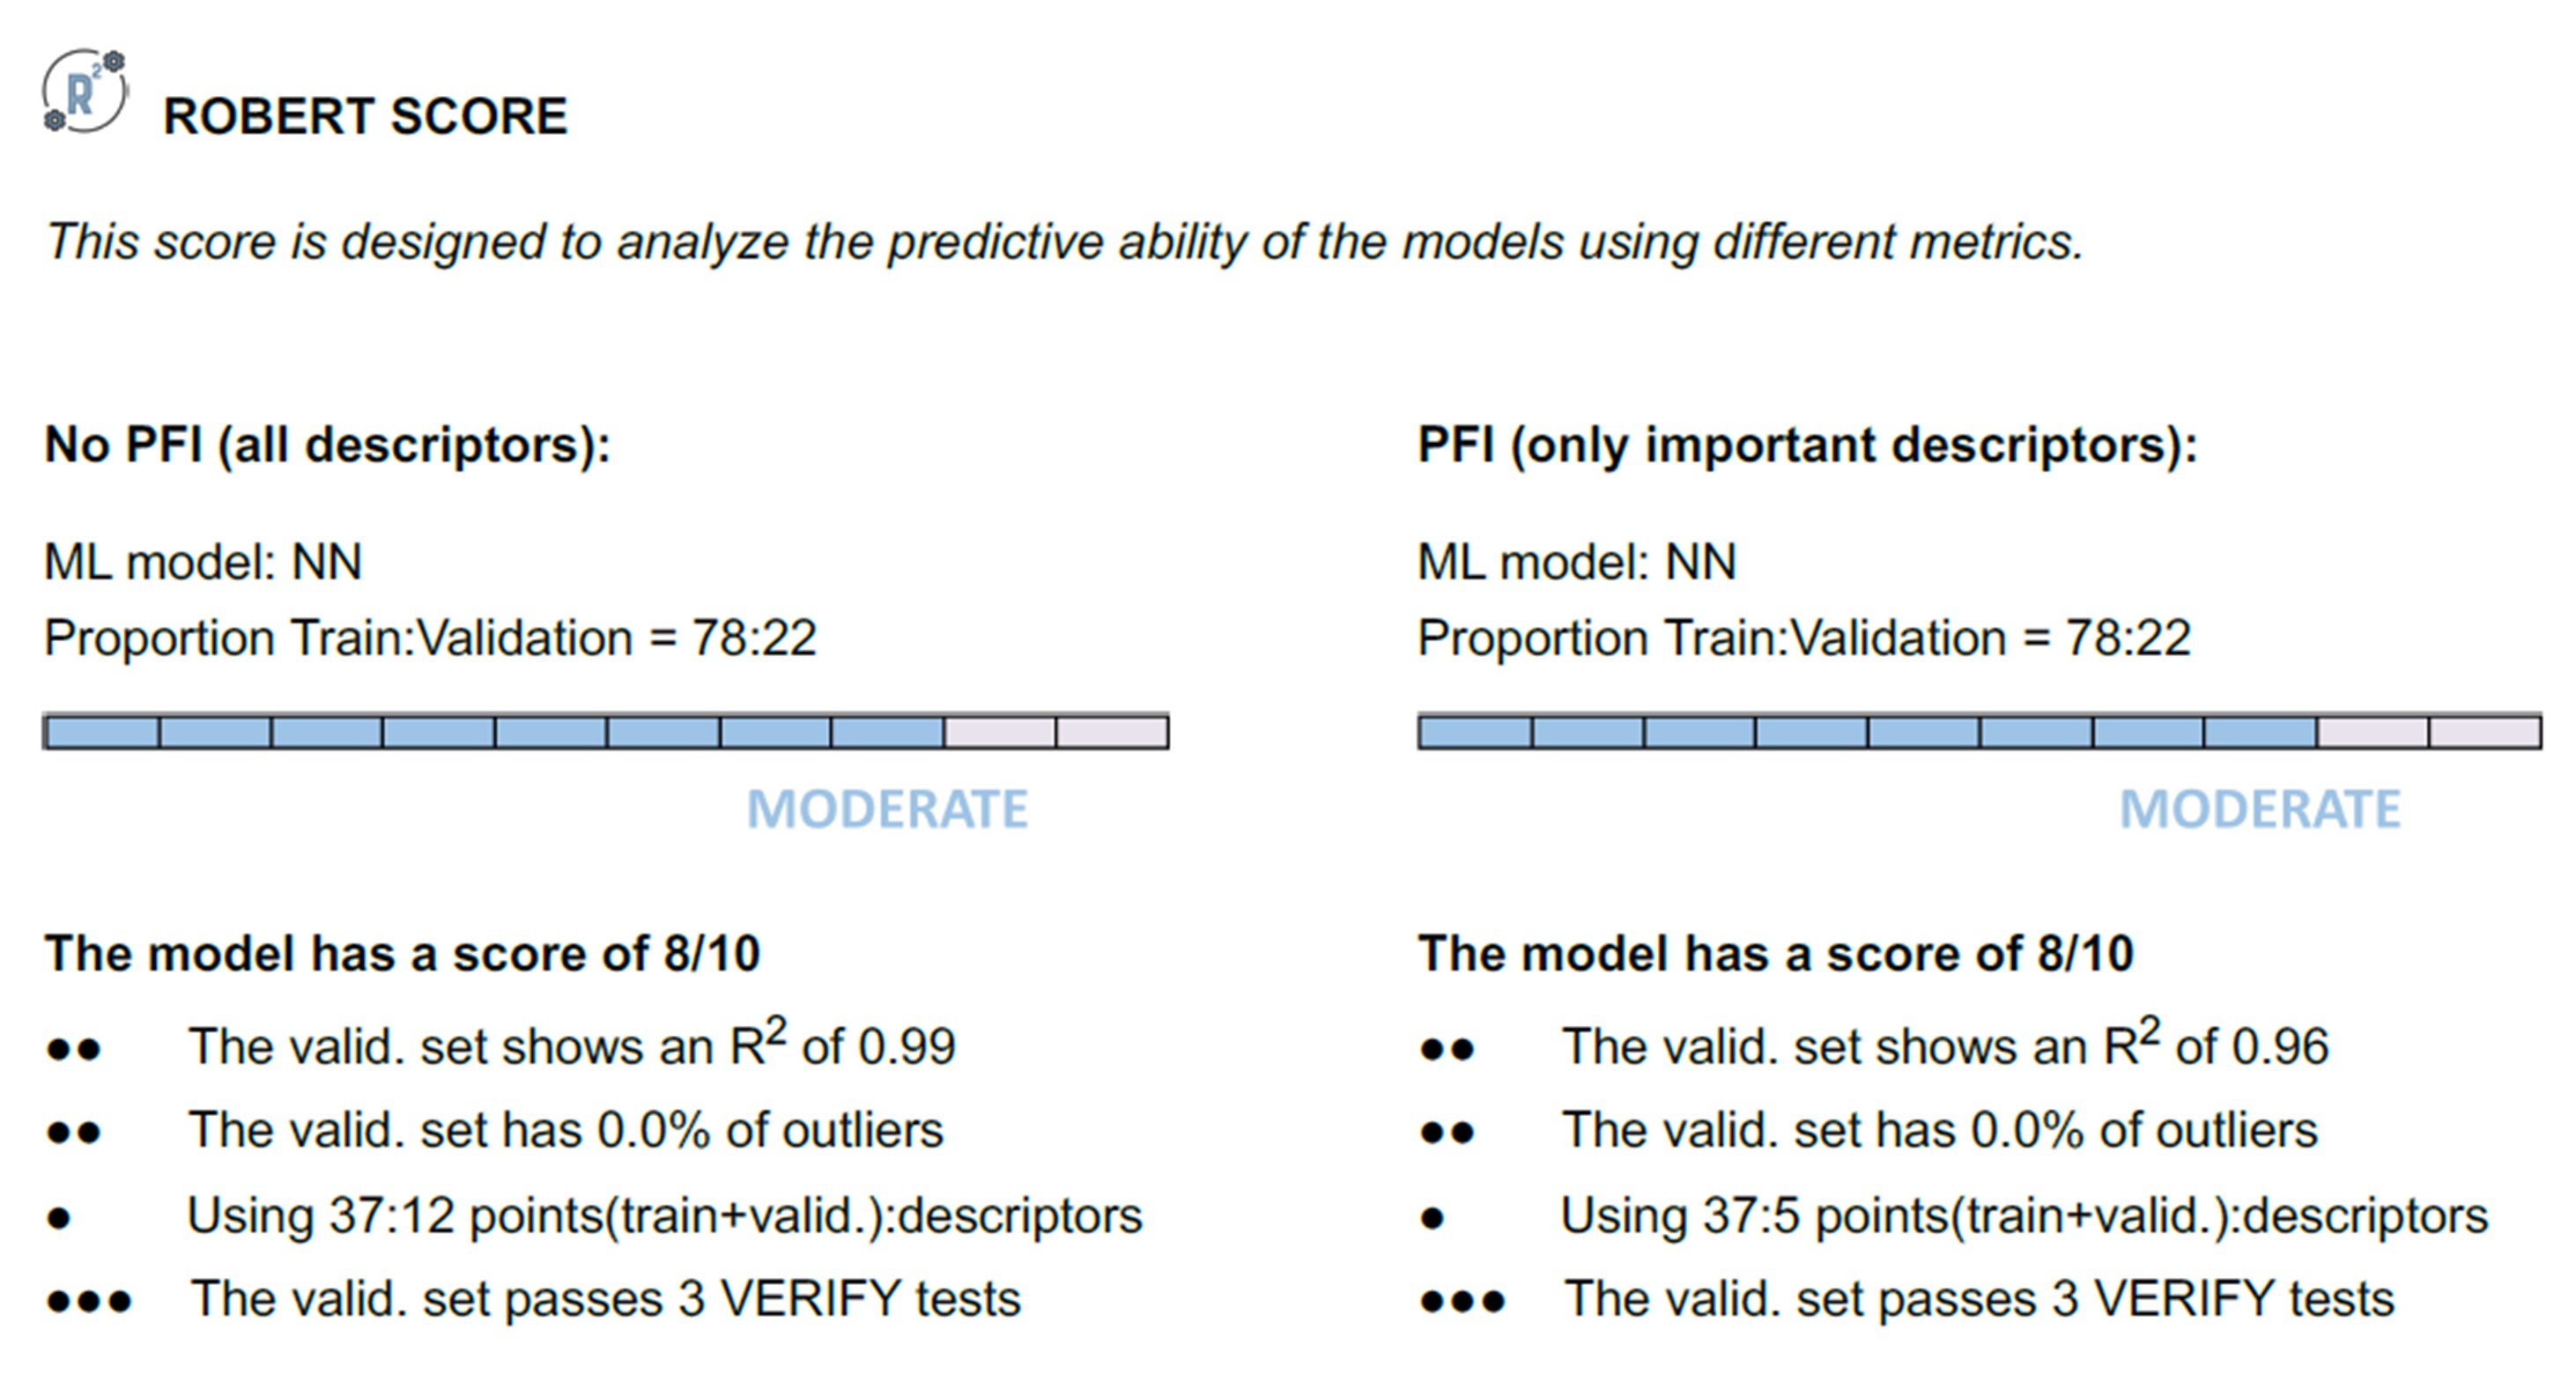 R²
ROBERT SCORE
This score is designed to analyze the predictive ability of the models using different metrics.
No PFI (all descriptors):
ML model: NN
Proportion Train:Validation = 78:22
MODERATE
The model has a score of 8/10
●● The valid. set shows an R² of 0.99
●● The valid. set has 0.0% of outliers
● Using 37:12 points(train+valid.):descriptors
●●● The valid. set passes 3 VERIFY tests
PFI (only important descriptors):
ML model: NN
Proportion Train:Validation = 78:22
MODERATE
The model has a score of 8/10
●● The valid. set shows an R² of 0.96
●● The valid. set has 0.0% of outliers
● Using 37:5 points(train+valid.):descriptors
●●● The valid. set passes 3 VERIFY tests